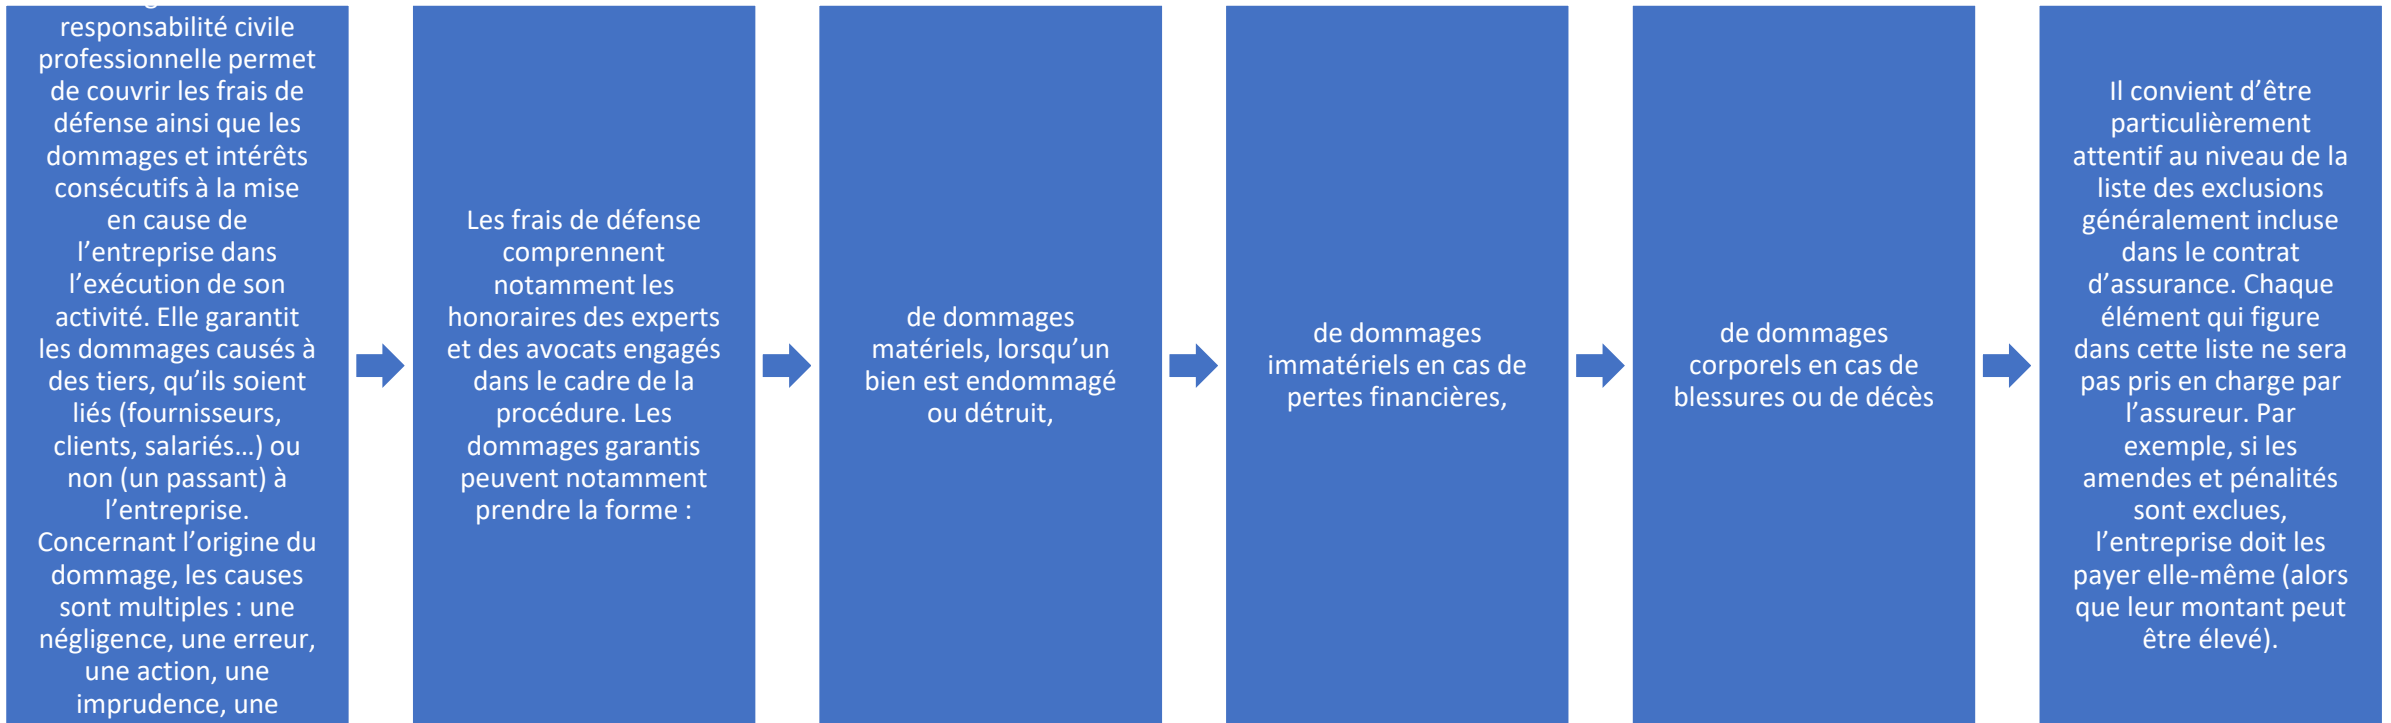 responsabilité civile
professionnelle permet
de couvrir les frais de
défense ainsi que les
dommages et intérêts
consécutifs à la mise
en cause de
l’entreprise dans
l’exécution de son
activité. Elle garantit
les dommages causés à
des tiers, qu’ils soient
liés (fournisseurs,
clients, salariés…) ou
non (un passant) à
l’entreprise.
Concernant l’origine du
dommage, les causes
sont multiples : une
négligence, une erreur,
une action, une
imprudence, une
Les frais de défense
comprennent
notamment les
honoraires des experts
et des avocats engagés
dans le cadre de la
procédure. Les
dommages garantis
peuvent notamment
prendre la forme :
de dommages
matériels, lorsqu’un
bien est endommagé
ou détruit,
de dommages
immatériels en cas de
pertes financières,
de dommages
corporels en cas de
blessures ou de décès
Il convient d’être
particulièrement
attentif au niveau de la
liste des exclusions
généralement incluse
dans le contrat
d’assurance. Chaque
élément qui figure
dans cette liste ne sera
pas pris en charge par
l’assureur. Par
exemple, si les
amendes et pénalités
sont exclues,
l’entreprise doit les
payer elle-même (alors
que leur montant peut
être élevé).